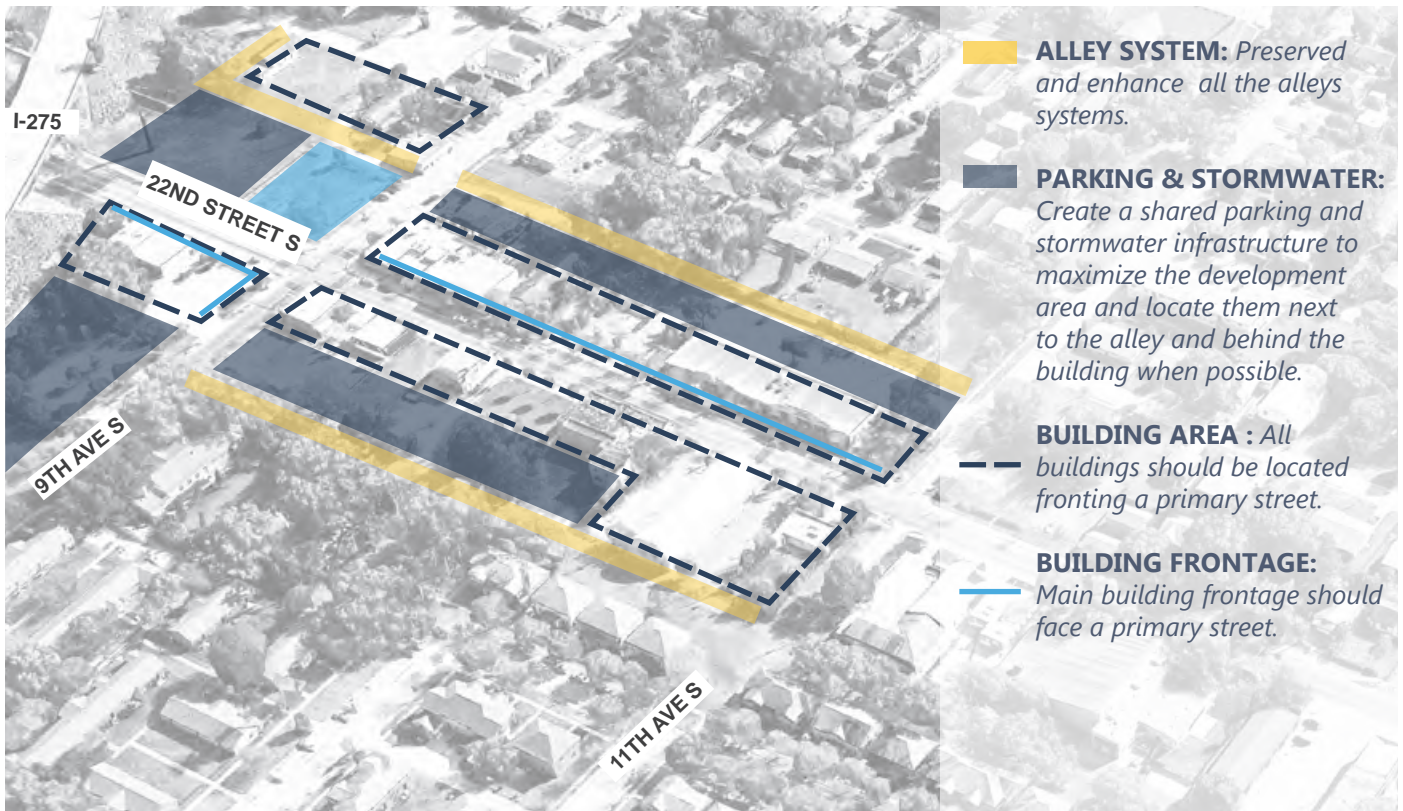 I-275
22ND STREET S
9TH AVE S
11TH AVE S
ALLEY SYSTEM: Preserved
and enhance all the alleys
systems.
PARKING & STORMWATER:
Create a shared parking and
stormwater infrastructure to
maximize the development
area and locate them next
to the alley and behind the
building when possible.
BUILDING AREA : All
buildings should be located
fronting a primary street.
BUILDING FRONTAGE:
Main building frontage should
face a primary street.